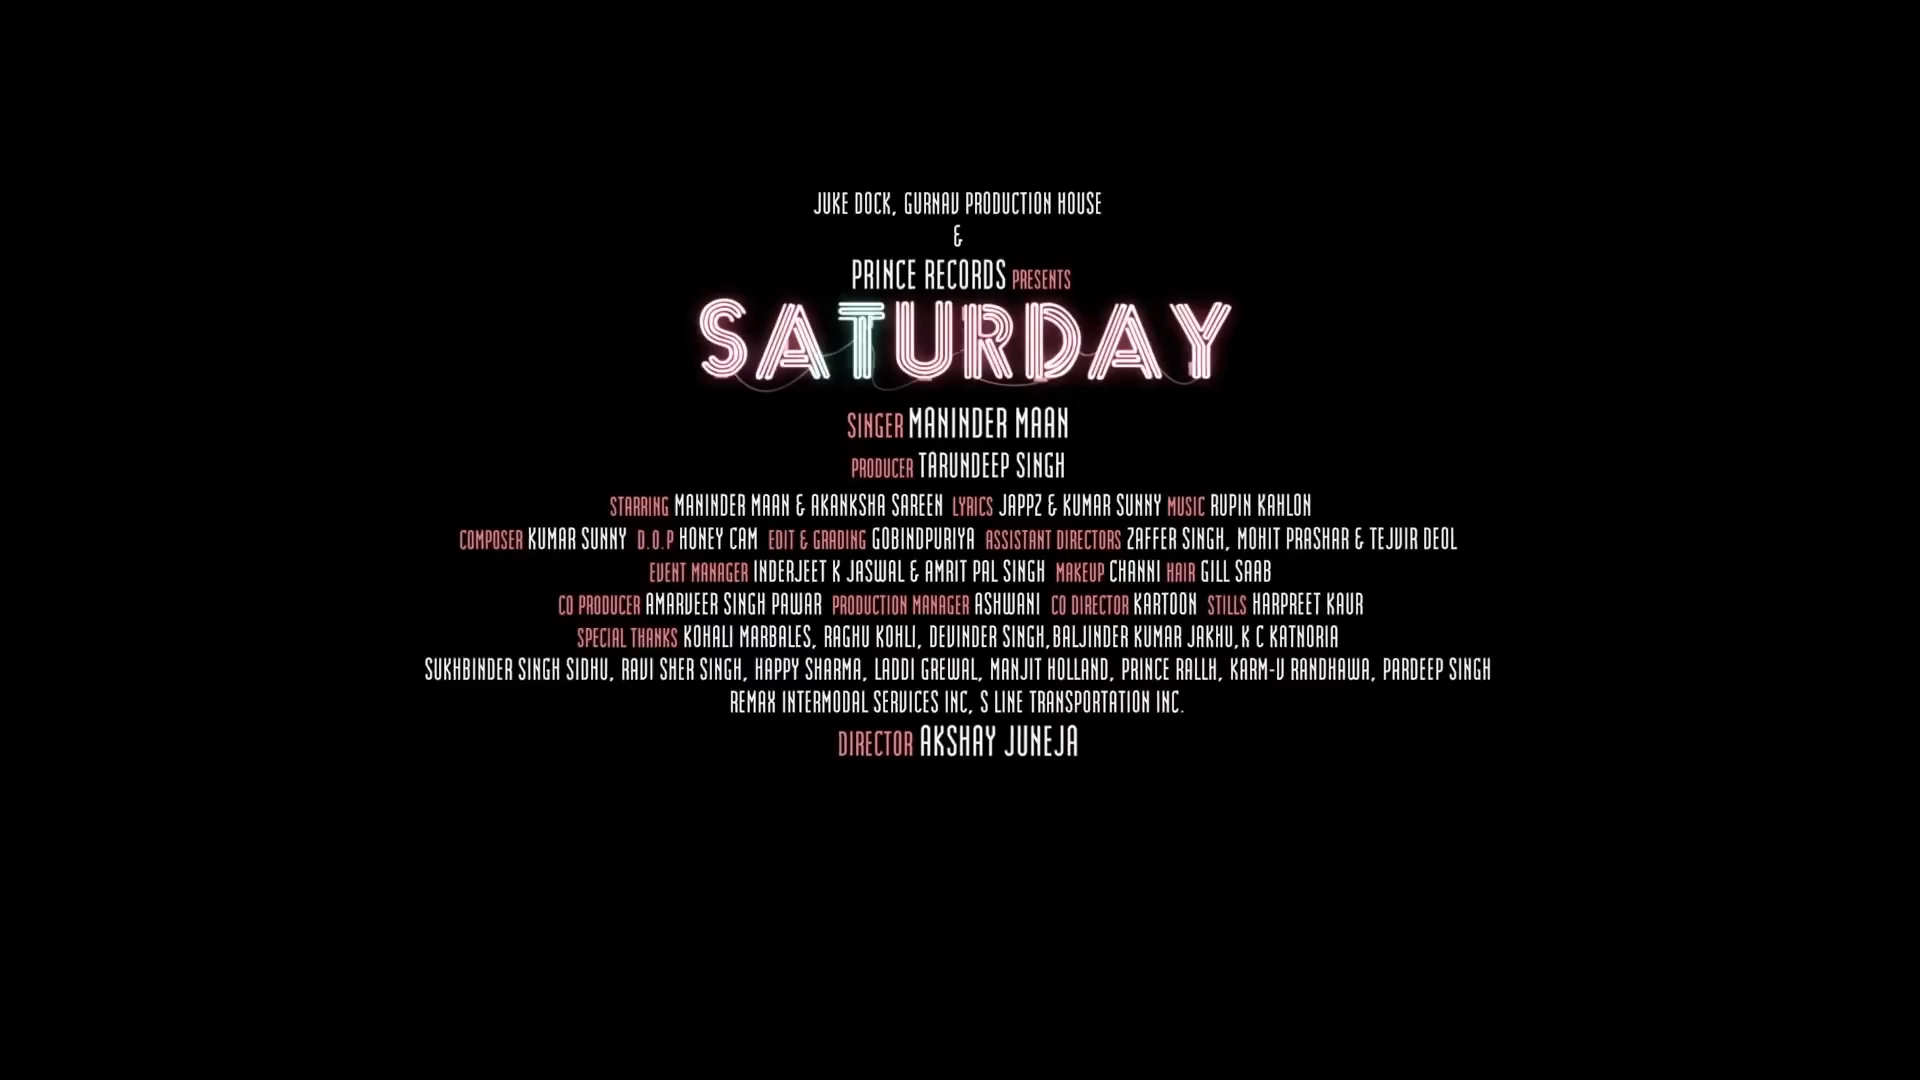 JUKE DOCK, GURNAV PRODUCTION HOUSE
&
PRINCE RECORDS PRESENTS
SATURDAY
SINGER MANINDER MAAN
PRODUCER TARUNDEEP SINGH
STARRING MANINDER MAAN & AKANKSHA SAREEN LYRICS JAPPZ & KUMAR SUNNY MUSIC RUPIN KAHLON
COMPOSER KUMAR SUNNY D.O.P HONEY CAM EDIT & GRADING GOBINDPURIYA ASSISTANT DIRECTORS ZAFFER SINGH, MOHIT PRASHAR & TEJVIR DEOL
EVENT MANAGER INDERJEET K JASWAL & AMRIT PAL SINGH MAKEUP CHANNI HAIR GILL SAAB
CO PRODUCER AMARVEER SINGH PAWAR PRODUCTION MANAGER ASHWANI CO DIRECTOR KARTOON STILLS HARPREET KAUR
SPECIAL THANKS KOHALI MARBALES, RAGHU KOHLI, DEVINDER SINGH,BALJINDER KUMAR JAKHU,K C KATNORIA
SUKHBINDER SINGH SIDHU, RAVI SHER SINGH, HAPPY SHARMA, LADDI GREWAL, MANJIT HOLLAND, PRINCE RALLH, KARM-V RANDHAWA, PARDEEP SINGH
REMAX INTERMODAL SERVICES INC, S LINE TRANSPORTATION INC.
DIRECTOR AKSHAY JUNEJA